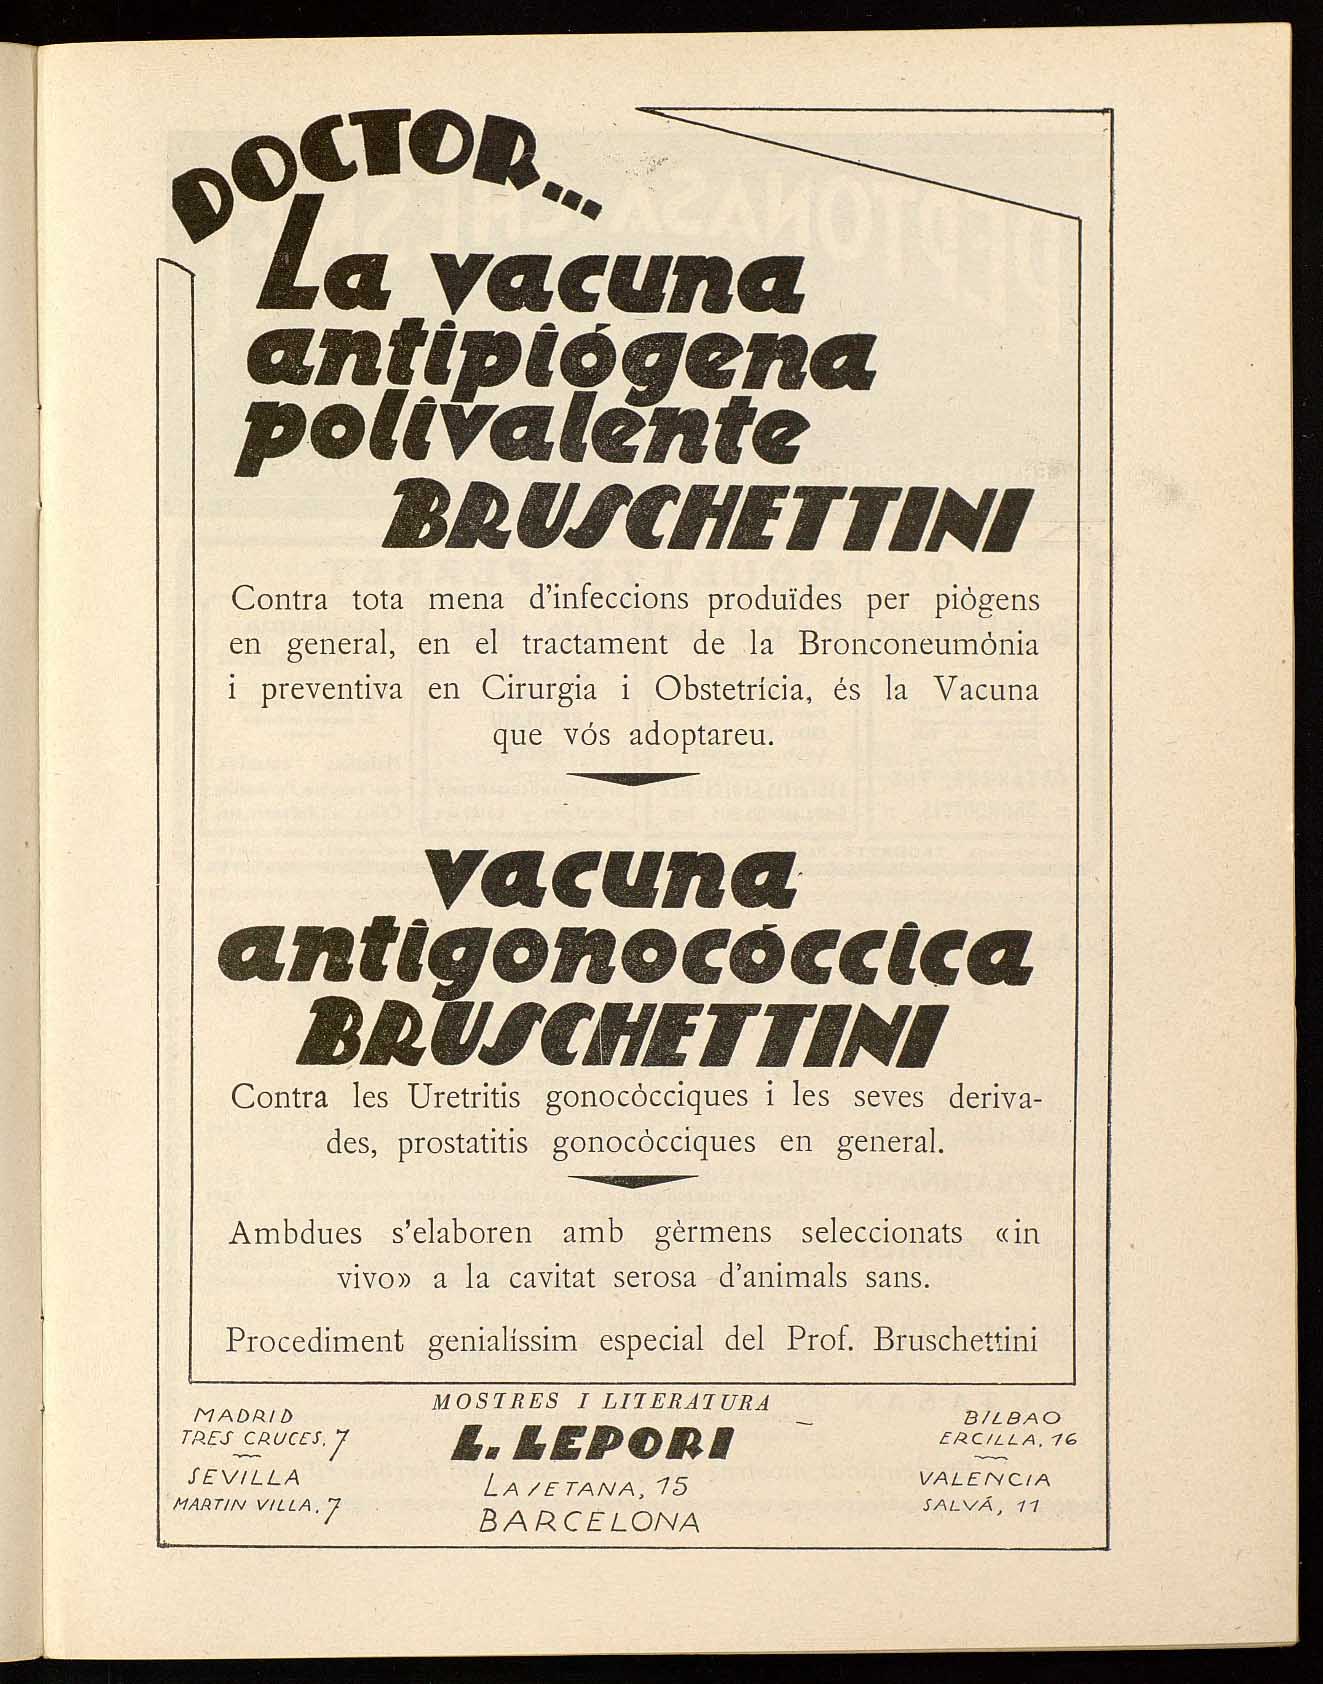 DOCTOR...
La vacuna
antipiógena
polivalente
BRUSCHETTINI
Contra tota mena d'infeccions produïdes per piògens
en general, en el tractament de la Bronconeumònia
i preventiva en Cirurgia i Obstetrícia, és la Vacuna
que vós adoptareu.
vacuna
antigonocóccica
BRUSCHETTINI
Contra les Uretritis gonocòcciques i les seves deriva-
des, prostatitis gonocòcciques en general.
Ambdues s'elaboren amb gèrmens seleccionats «in
vivo» a la cavitat serosa d'animals sans.
Procediment genialíssim especial del Prof. Bruschettini
MOSTRES I LITERATURA
L. LEPORI
LAIETANA, 15
BARCELONA
MADRID
TRES CRUCES, 7
SEVILLA
MARTIN VILLA, 7
BILBAO
ERCILLA, 16
VALENCIA
SALVÁ, 11